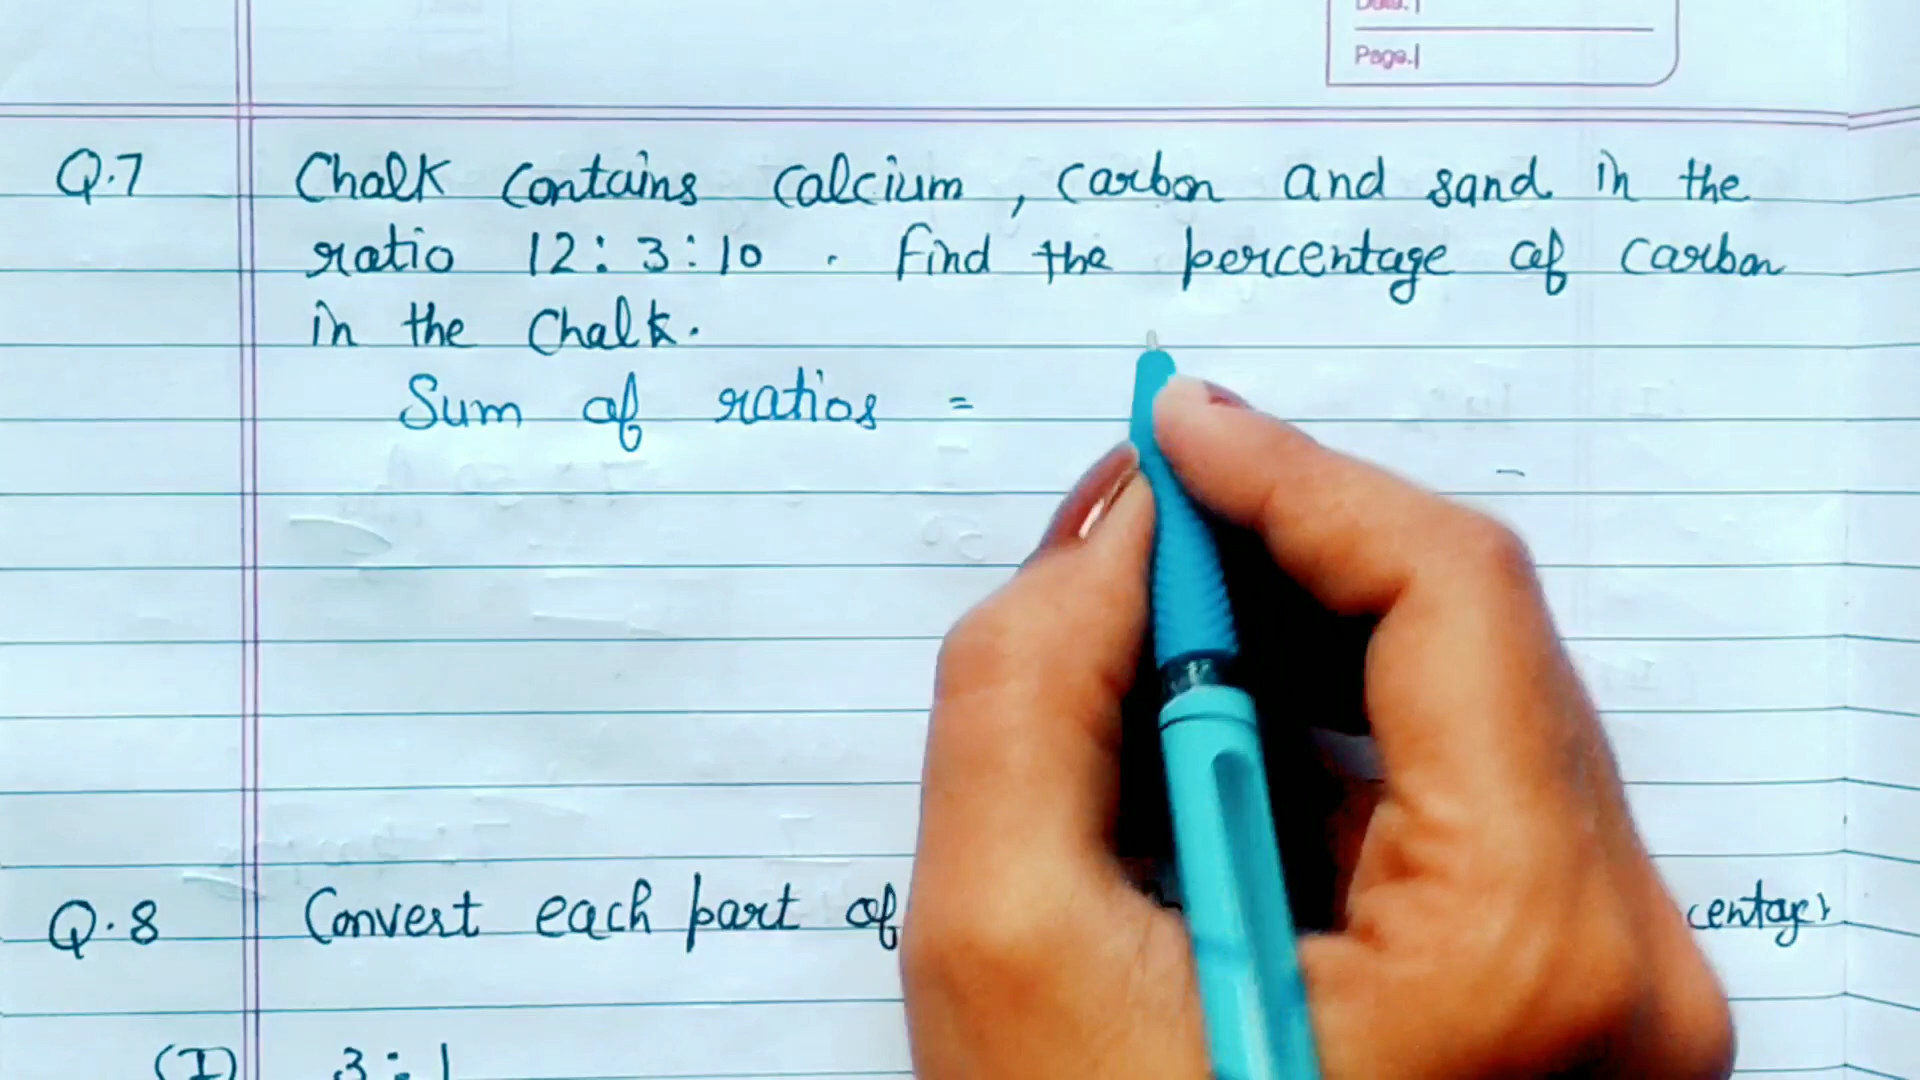 Page.
Q.7 Chalk contains Calcium, Carbon and sand in the
ratio 12:3:10. Find the percentage of Carbon
in the Chalk.
Sum of ratios =
Q.8 Convert each part of
(I) 3:1